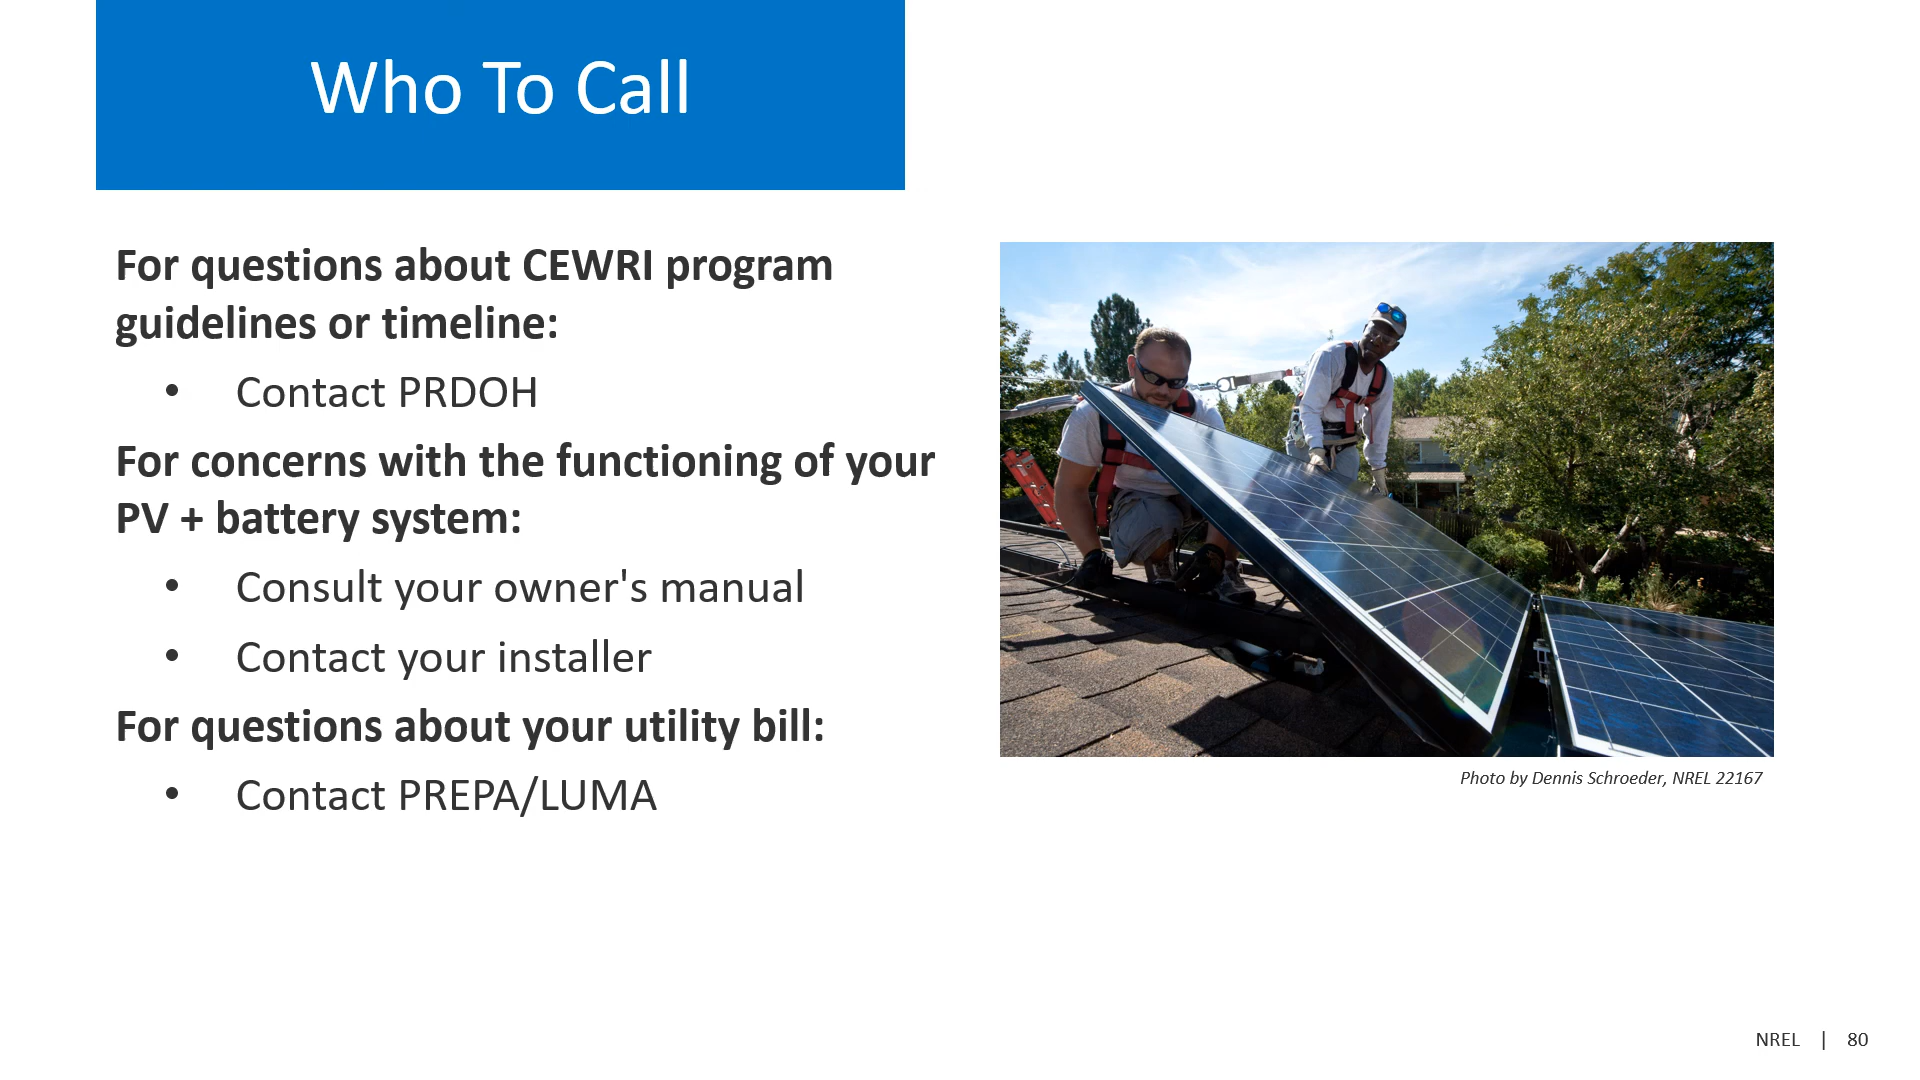 Who To Call
For questions about CEWRI program
guidelines or timeline:
• Contact PRDOH
For concerns with the functioning of your
PV + battery system:
• Consult your owner's manual
• Contact your installer
For questions about your utility bill:
• Contact PREPA/LUMA
Photo by Dennis Schroeder, NREL 22167
NREL | 80